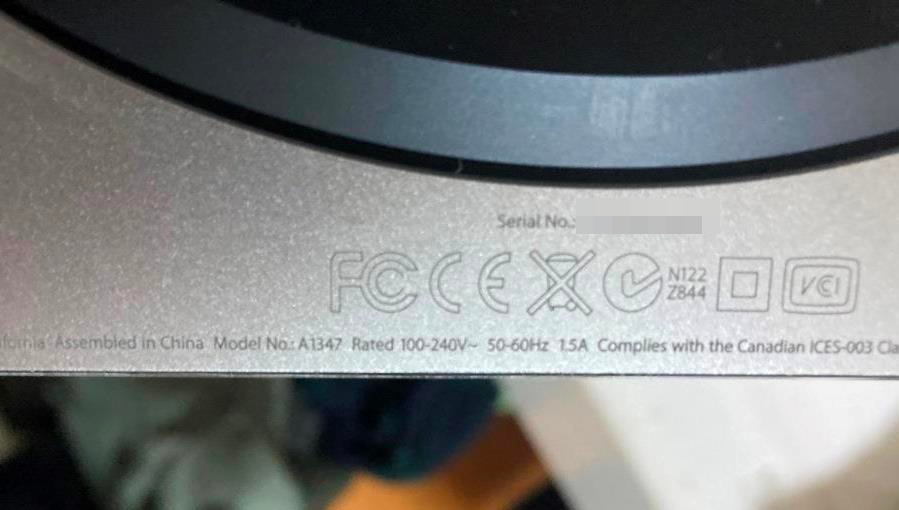 Serial No.:
FC CE N122
Z844
VCI
ifornia Assembled in China Model No.: A1347 Rated 100-240V~ 50-60Hz 1.5A Complies with the Canadian ICES-003 Cla